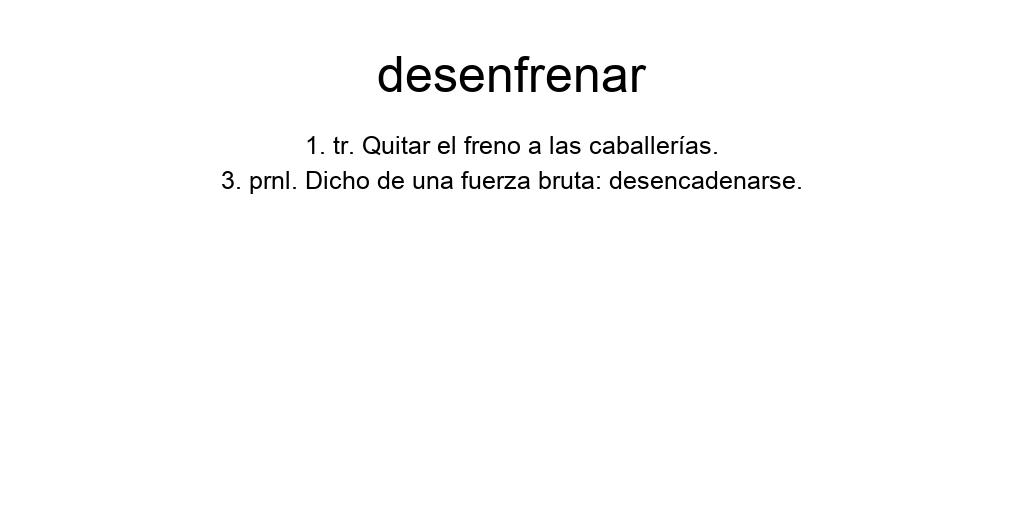 desenfrenar
1. tr. Quitar el freno a las caballerías.
3. prnl. Dicho de una fuerza bruta: desencadenarse.